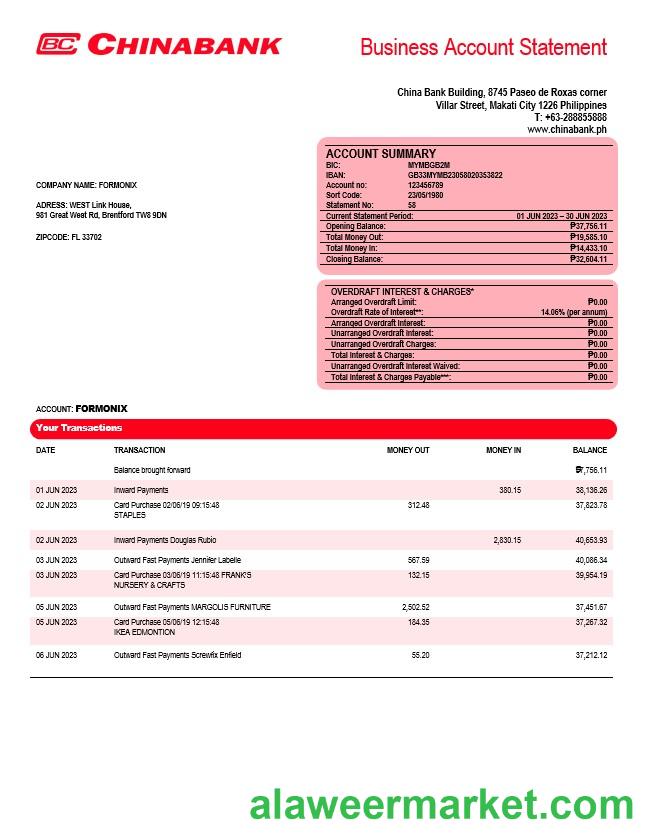 BC CHINABANK
Business Account Statement
China Bank Building, 8745 Paseo de Roxas corner
Villar Street, Makati City 1226 Philippines
T: +63-288855888
www.chinabank.ph
COMPANY NAME: FORMONIX
ADRESS: WEST Link House,
981 Great West Rd, Brentford TW8 9DN
ZIPCODE: FL 33702
ACCOUNT SUMMARY
BIC: MYMBGB2M
IBAN: GB33MYMB23058020353822
Account no: 123456789
Sort Code: 23/05/1980
Statement No: 58
Current Statement Period: 01 JUN 2023 – 30 JUN 2023
Opening Balance: ₱37,756.11
Total Money Out: ₱19,585.10
Total Money In: ₱14,433.10
Closing Balance: ₱32,604.11
OVERDRAFT INTEREST & CHARGES*
Arranged Overdraft Limit: ₱0.00
Overdraft Rate of Interest**: 14.06% (per annum)
Arranged Overdraft Interest: ₱0.00
Unarranged Overdraft Interest: ₱0.00
Unarranged Overdraft Charges: ₱0.00
Total Interest & Charges: ₱0.00
Unarranged Overdraft Interest Waived: ₱0.00
Total Interest & Charges Payable***: ₱0.00
ACCOUNT: FORMONIX
Your Transactions
DATE TRANSACTION MONEY OUT MONEY IN BALANCE
Balance brought forward 7,756.11
01 JUN 2023 Inward Payments 380.15 38,136.26
02 JUN 2023 Card Purchase 02/06/19 09:15:48 312.48 37,823.78
STAPLES
02 JUN 2023 Inward Payments Douglas Rubio 2,830.15 40,653.93
03 JUN 2023 Outward Fast Payments Jennifer Labelle 567.59 40,086.34
03 JUN 2023 Card Purchase 03/06/19 11:15:48 FRANK'S 132.15 39,954.19
NURSERY & CRAFTS
05 JUN 2023 Outward Fast Payments MARGOLIS FURNITURE 2,502.52 37,451.67
05 JUN 2023 Card Purchase 05/06/19 12:15:48 184.35 37,267.32
IKEA EDMONTION
06 JUN 2023 Outward Fast Payments Screwfix Enfield 55.20 37,212.12
alaweermarket.com